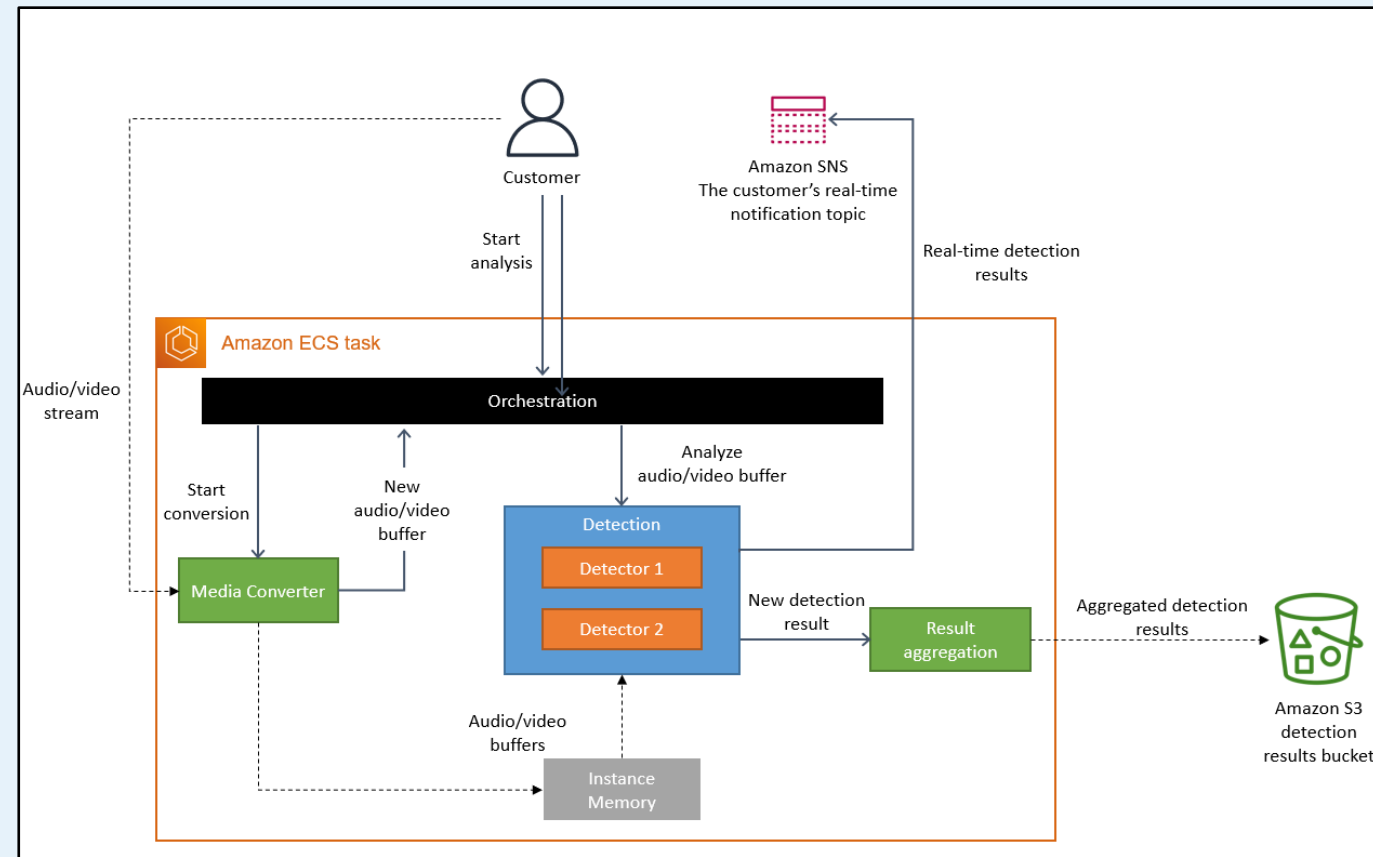 Customer
Amazon SNS
The customer's real-time
notification topic
Start
analysis
Real-time detection
results
Amazon ECS task
Audio/video
stream
Orchestration
Analyze
audio/video buffer
Start
conversion
New
audio/video
buffer
Detection
Detector 1
Media Converter
Detector 2
New detection
result
Result
aggregation
Aggregated detection
results
Audio/video
buffers
Instance
Memory
Amazon S3
detection
results bucket